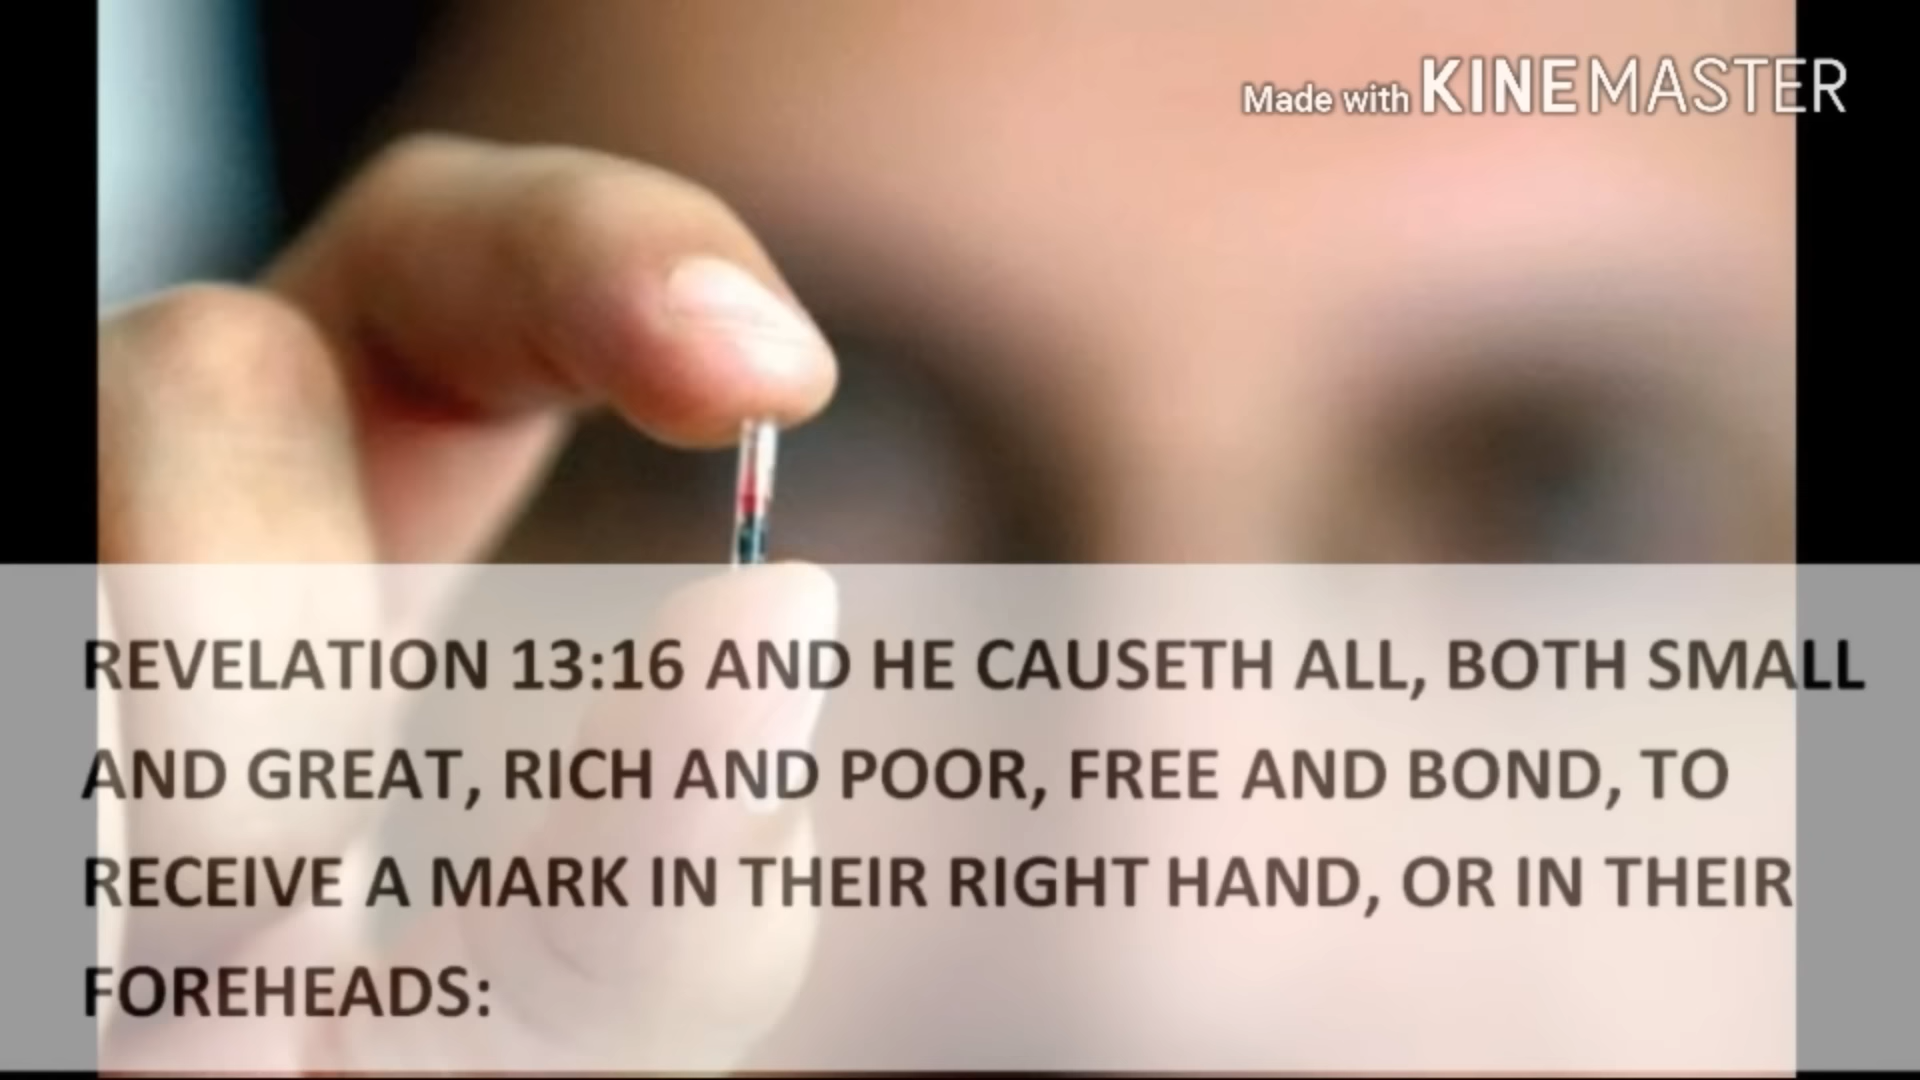 Made with KINEMASTER
REVELATION 13:16 AND HE CAUSETH ALL, BOTH SMALL
AND GREAT, RICH AND POOR, FREE AND BOND, TO
RECEIVE A MARK IN THEIR RIGHT HAND, OR IN THEIR
FOREHEADS: